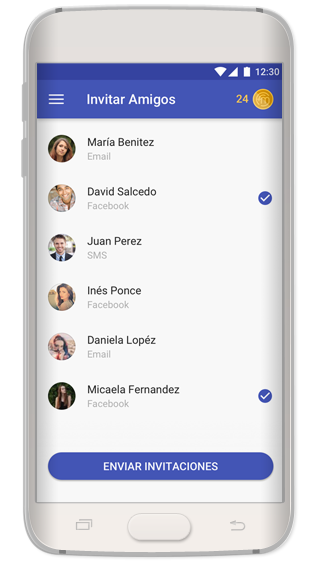 12:30
Invitar Amigos
24
María Benitez
Email
David Salcedo
Facebook
Juan Perez
SMS
Inés Ponce
Facebook
Daniela Lopéz
Email
Micaela Fernandez
Facebook
ENVIAR INVITACIONES